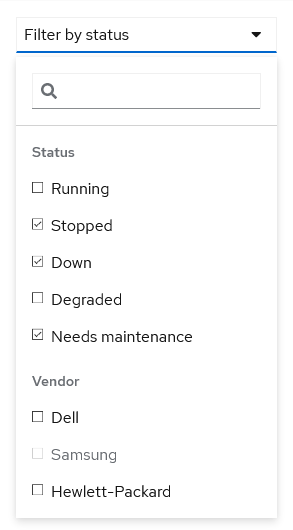 Filter by status
Status
Running
Stopped
Down
Degraded
Needs maintenance
Vendor
Dell
Samsung
Hewlett-Packard